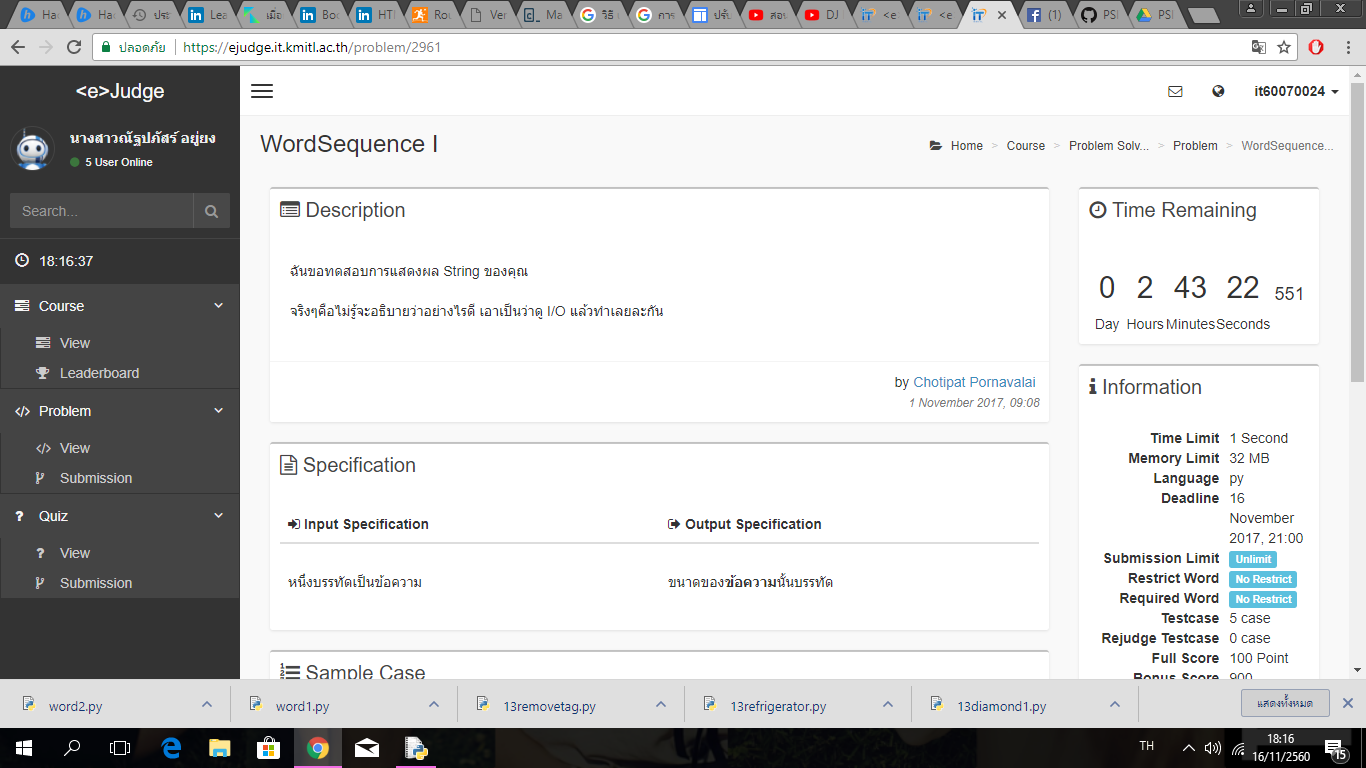 Ha
Ha
ประ
Lea
เมื่อ
Boo
HTI
Rou
Ver
Ma
วิธี
การ
ปรับ
สอน
DJ
<e
<e
(1)
PSI
PSI
ปลอดภัย
https://ejudge.it.kmitl.ac.th/problem/2961
<e>Judge
it60070024
นางสาวณัฐปภัสร์ อยู่ยง
5 User Online
WordSequence I
Home > Course > Problem Solv... > Problem > WordSequence...
Search...
18:16:37
Course
View
Leaderboard
Problem
View
Submission
Quiz
View
Submission
Description
ฉันขอทดสอบการแสดงผล String ของคุณ
จริงๆคือไม่รู้จะอธิบายว่าอย่างไรดี เอาเป็นว่าดู I/O แล้วทำเลยละกัน
by Chotipat Pornavalai
1 November 2017, 09:08
Specification
Input Specification
Output Specification
หนึ่งบรรทัดเป็นข้อความ
ขนาดของข้อความนั้นบรรทัด
Sample Case
Time Remaining
0 2 43 22 551
Day Hours Minutes Seconds
Information
Time Limit 1 Second
Memory Limit 32 MB
Language py
Deadline 16
November
2017, 21:00
Submission Limit Unlimit
Restrict Word No Restrict
Required Word No Restrict
Testcase 5 case
Rejudge Testcase 0 case
Full Score 100 Point
Bonus Score 900
word2.py
word1.py
13removetag.py
13refrigerator.py
13diamond1.py
แสดงทั้งหมด
TH
18:16
16/11/2560
15